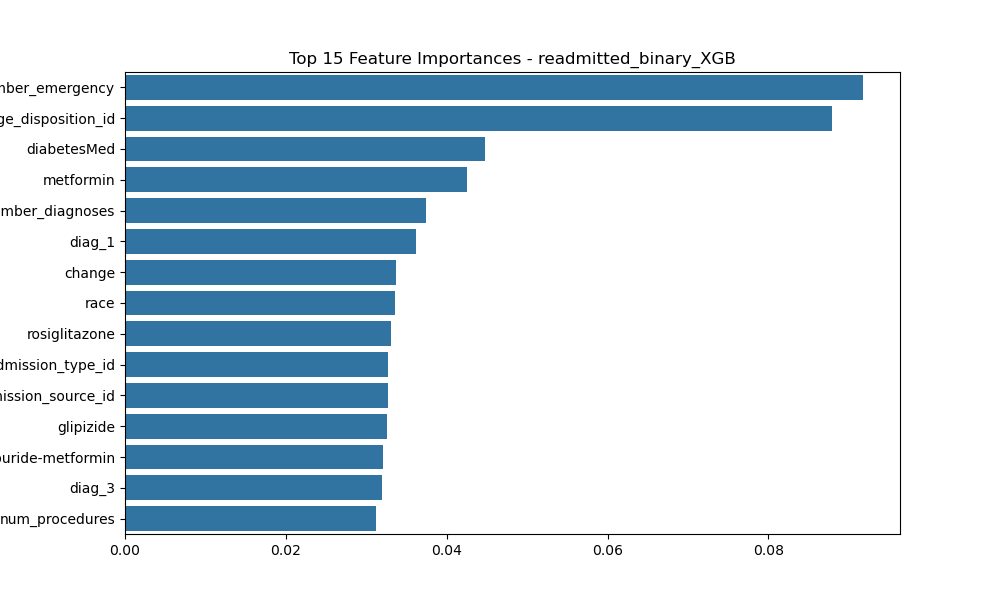 Top 15 Feature Importances - readmitted_binary_XGB
mber_emergency
ge_disposition_id
diabetesMed
metformin
mber_diagnoses
diag_1
change
race
rosiglitazone
dmission_type_id
mission_source_id
glipizide
buride-metformin
diag_3
num_procedures
0.00 0.02 0.04 0.06 0.08